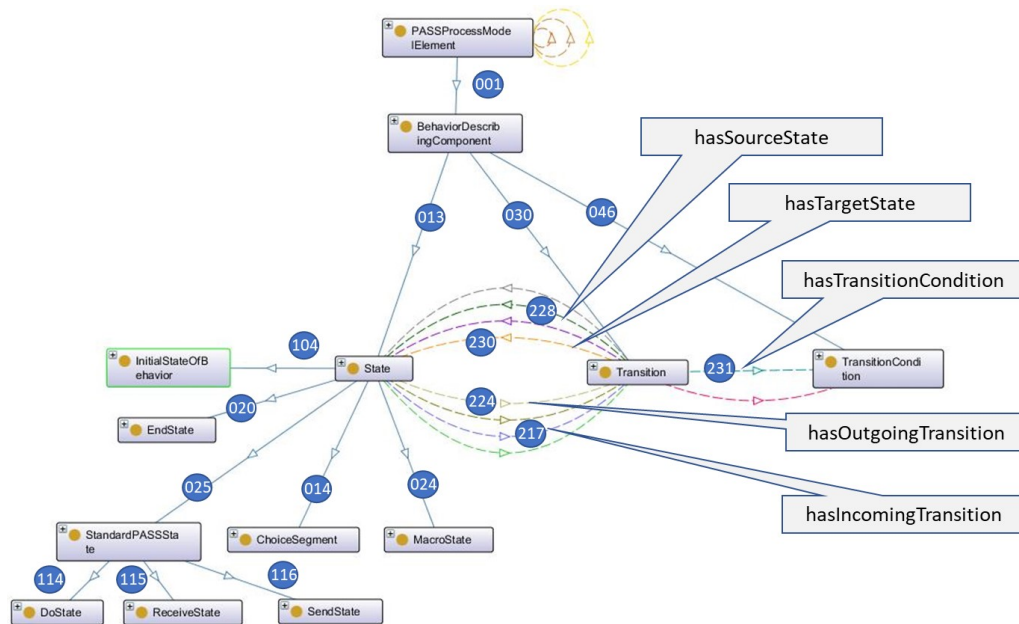 PASSProcessMode
lElement
001
BehaviorDescrib
ingComponent
hasSourceState
hasTargetState
013
030
046
hasTransitionCondition
228
104
230
InitialStateOfB
ehavior
State
Transition
231
TransitionCondi
tion
020
224
EndState
217
hasOutgoingTransition
025
014
024
hasIncomingTransition
StandardPASSSta
te
ChoiceSegment
MacroState
114
115
116
DoState
ReceiveState
SendState